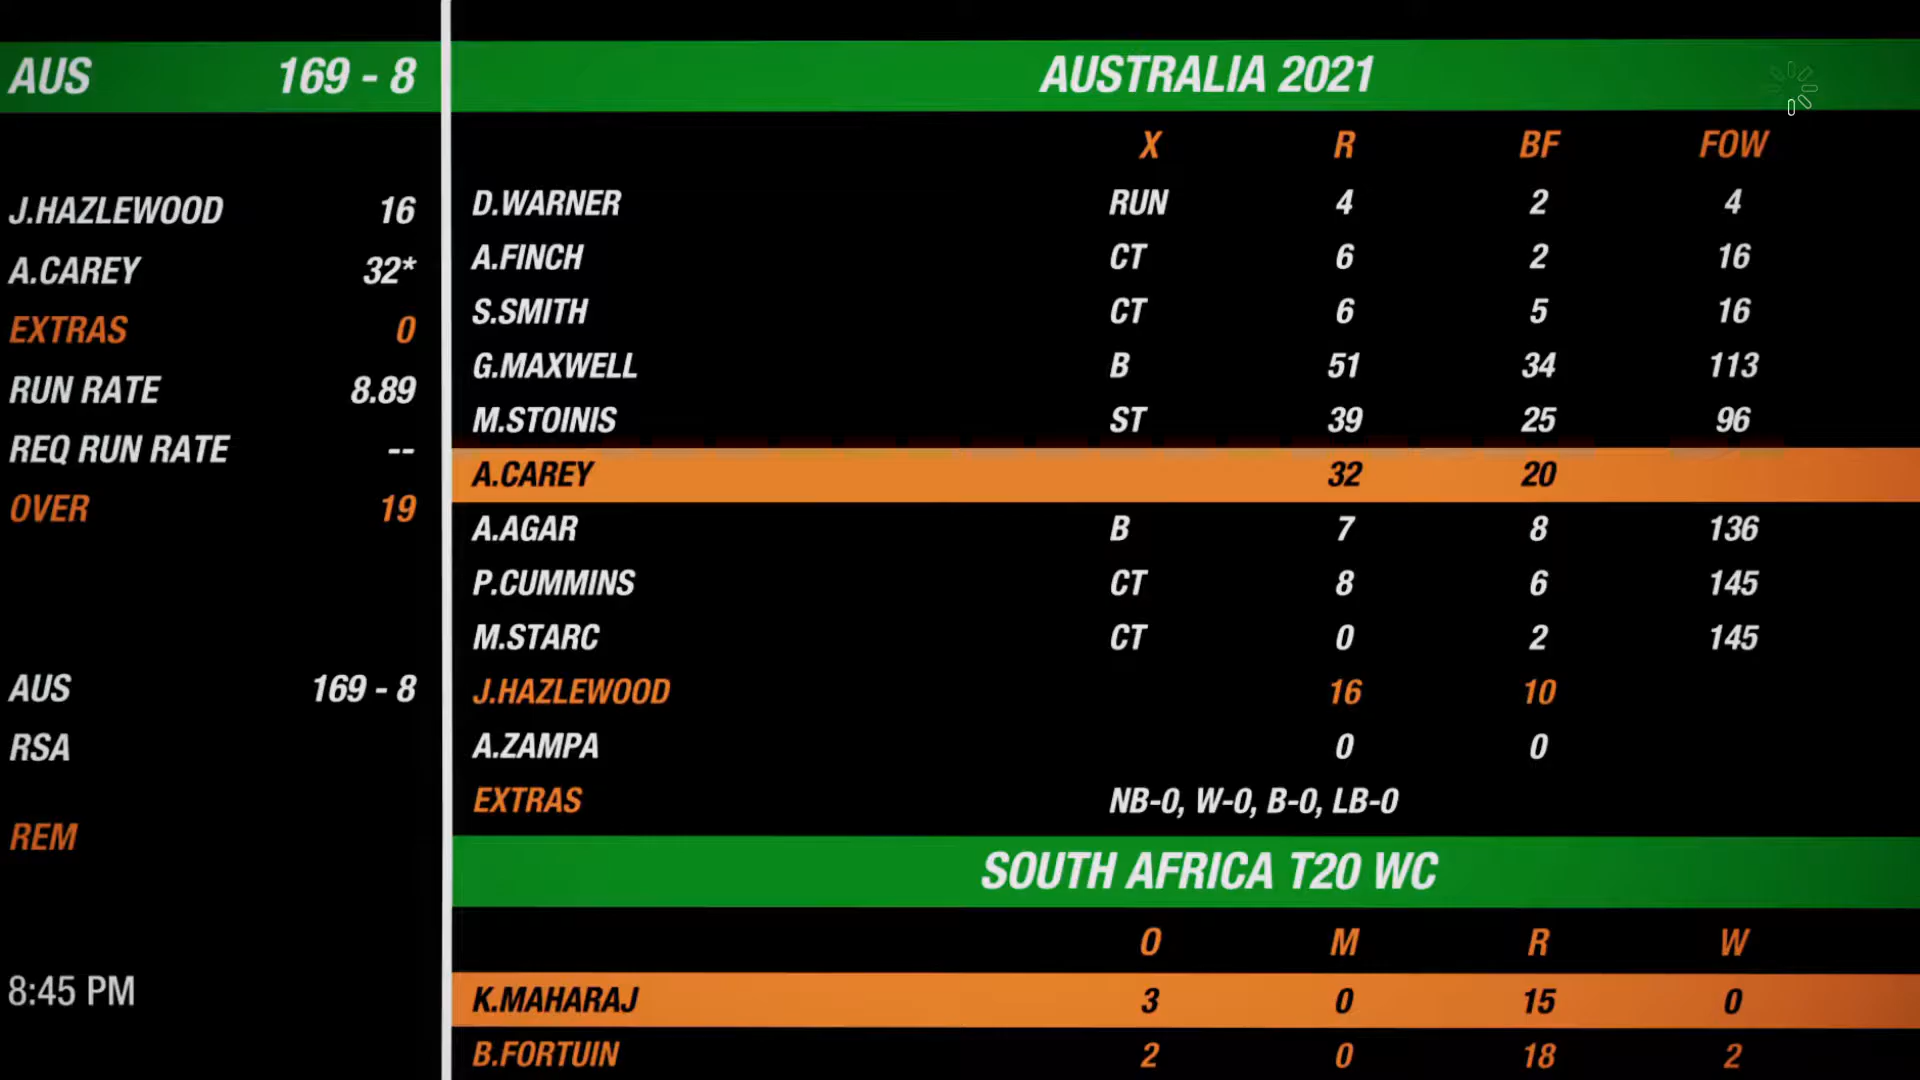 AUS 169 - 8
J.HAZLEWOOD 16
A.CAREY 32*
EXTRAS 0
RUN RATE 8.89
REQ RUN RATE --
OVER 19
AUS 169 - 8
RSA
REM
8:45 PM
AUSTRALIA 2021
X R BF FOW
D.WARNER RUN 4 2 4
A.FINCH CT 6 2 16
S.SMITH CT 6 5 16
G.MAXWELL B 51 34 113
M.STOINIS ST 39 25 96
A.CAREY 32 20
A.AGAR B 7 8 136
P.CUMMINS CT 8 6 145
M.STARC CT 0 2 145
J.HAZLEWOOD 16 10
A.ZAMPA 0 0
EXTRAS NB-0, W-0, B-0, LB-0
SOUTH AFRICA T20 WC
O M R W
K.MAHARAJ 3 0 15 0
B.FORTUIN 2 0 18 2